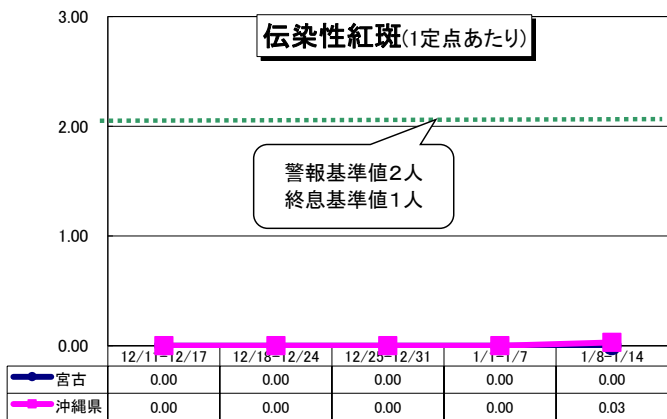 3.00
伝染性紅斑(1定点あたり)
2.00
警報基準値2人
終息基準値1人
1.00
0.00
12/11-12/17 12/18-12/24 12/25-12/31 1/1-1/7 1/8-1/14
宮古 0.00 0.00 0.00 0.00 0.00
沖縄県 0.00 0.00 0.00 0.00 0.03